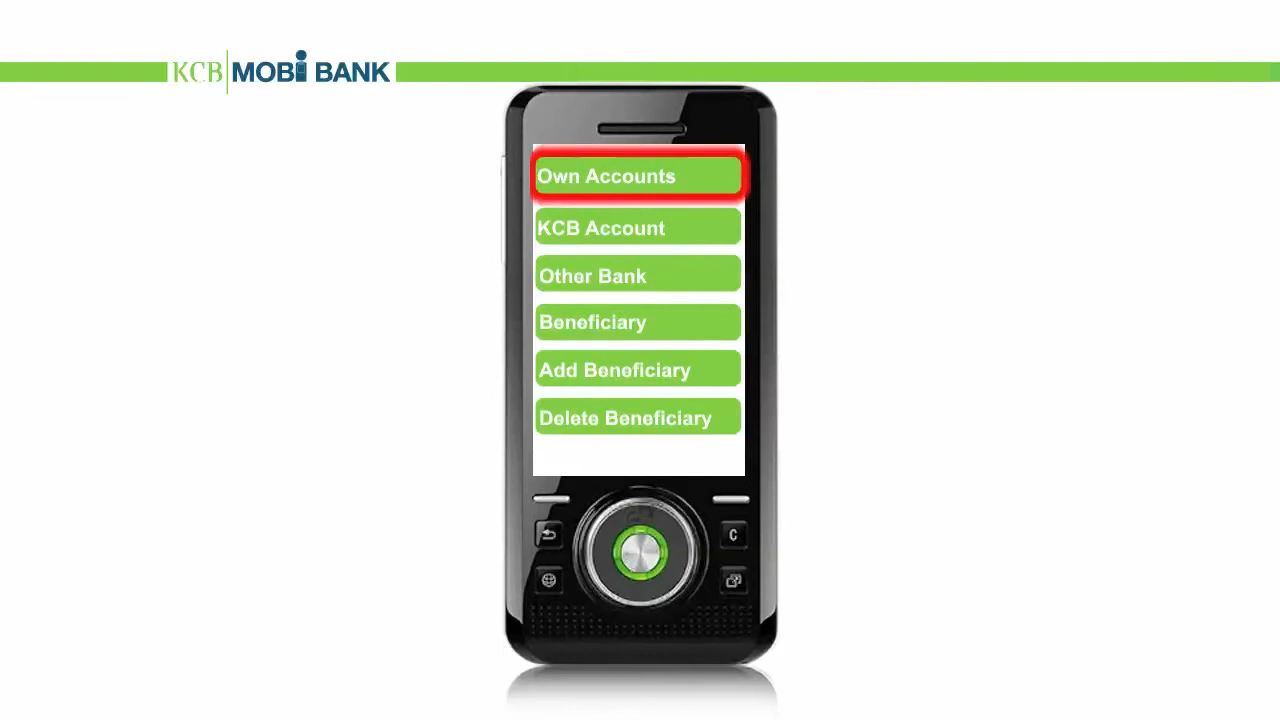 KCB MOBI BANK
Own Accounts
KCB Account
Other Bank
Beneficiary
Add Beneficiary
Delete Beneficiary
C